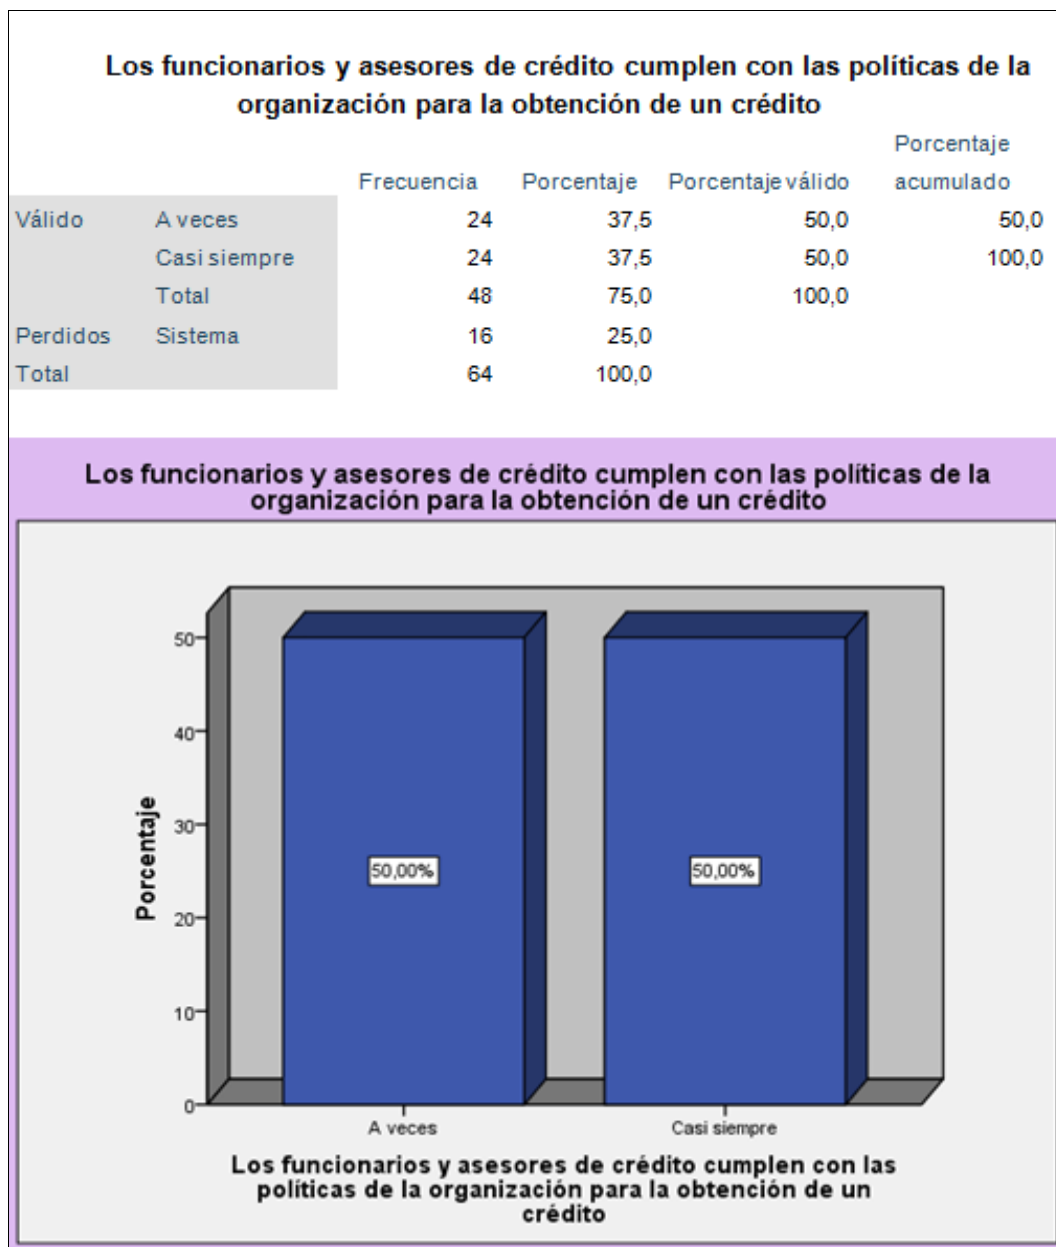 Los funcionarios y asesores de crédito cumplen con las políticas de la
organización para la obtención de un crédito
Porcentaje
Frecuencia Porcentaje Porcentaje válido acumulado
Válido A veces 24 37,5 50,0 50,0
Casi siempre 24 37,5 50,0 100,0
Total 48 75,0 100,0
Perdidos Sistema 16 25,0
Total 64 100,0
Los funcionarios y asesores de crédito cumplen con las políticas de la
organización para la obtención de un crédito
Porcentaje
50
40
30
20
10
0
50,00% 50,00%
A veces Casi siempre
Los funcionarios y asesores de crédito cumplen con las
políticas de la organización para la obtención de un
crédito